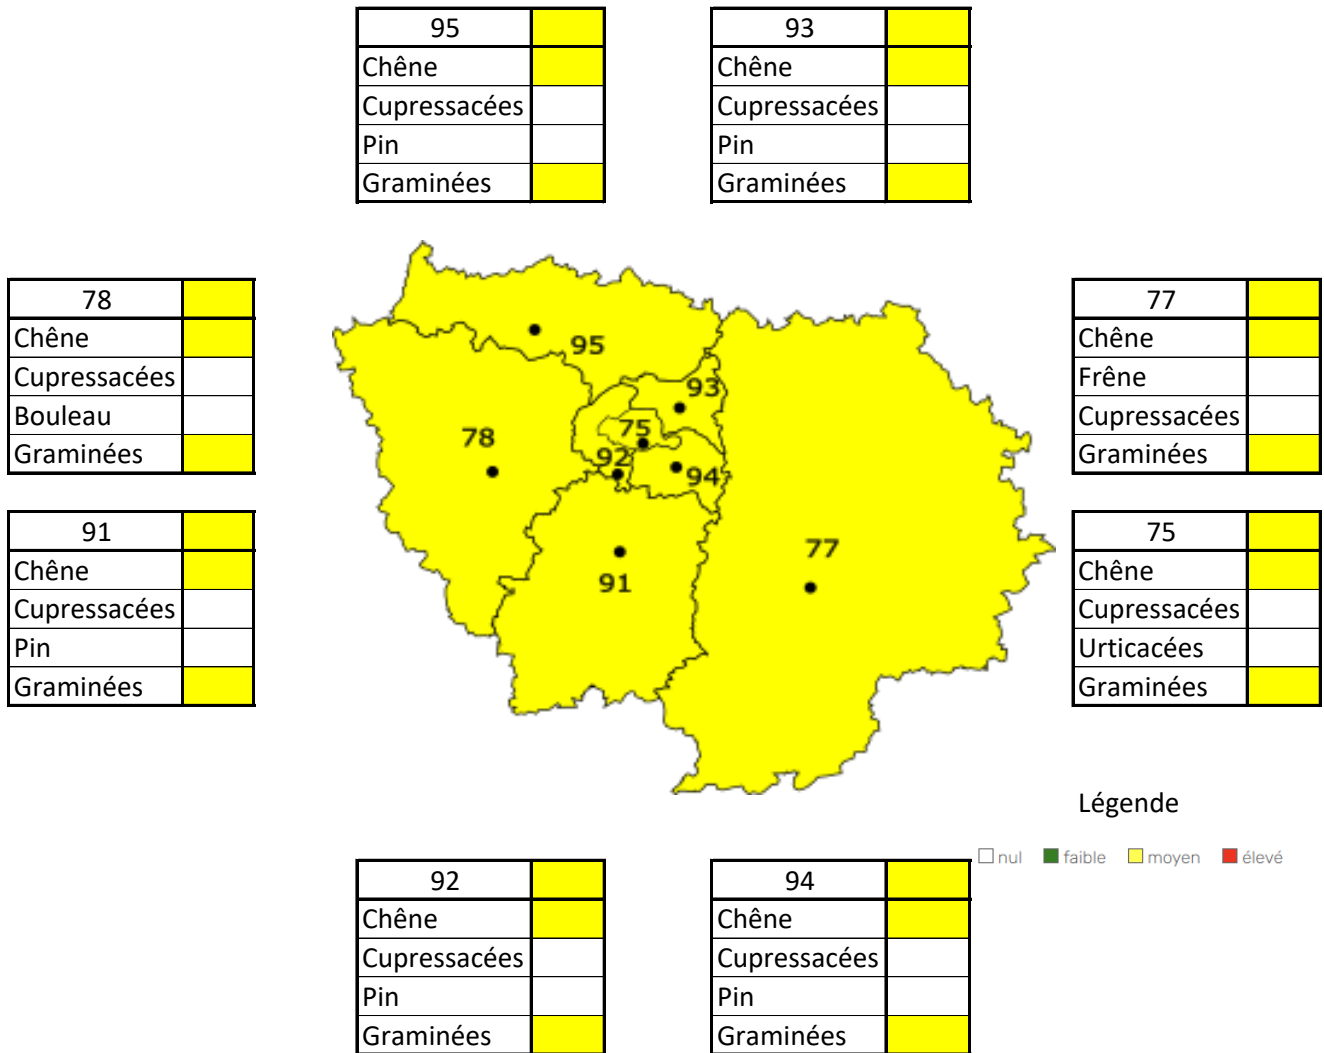 95
Chêne
Cupressacées
Pin
Graminées
93
Chêne
Cupressacées
Pin
Graminées
78
Chêne
Cupressacées
Bouleau
Graminées
91
Chêne
Cupressacées
Pin
Graminées
95
93
75
78
92
94
77
91
77
Chêne
Frêne
Cupressacées
Graminées
75
Chêne
Cupressacées
Urticacées
Graminées
Légende
nul faible moyen élevé
92
Chêne
Cupressacées
Pin
Graminées
94
Chêne
Cupressacées
Pin
Graminées